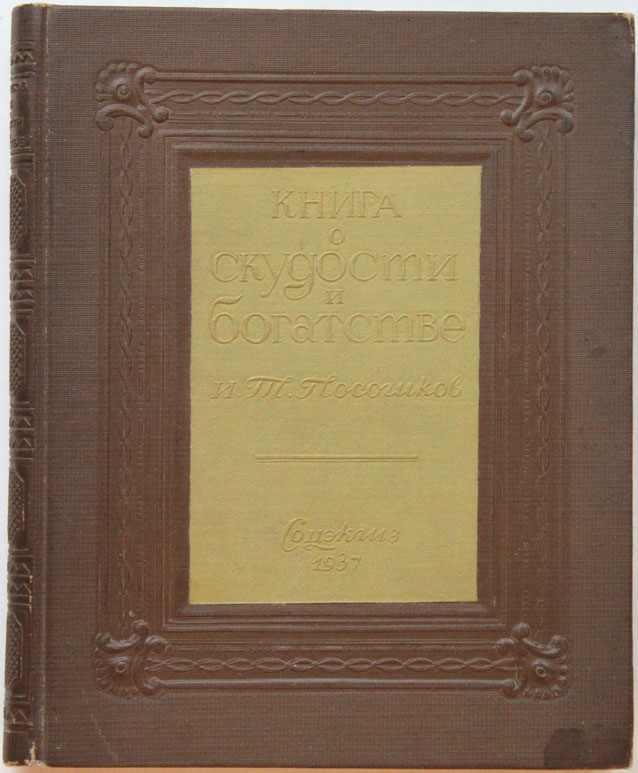 КНИГА
о
скудости
и
богатстве
И. Т. Посошков
Соцэкгиз
1937